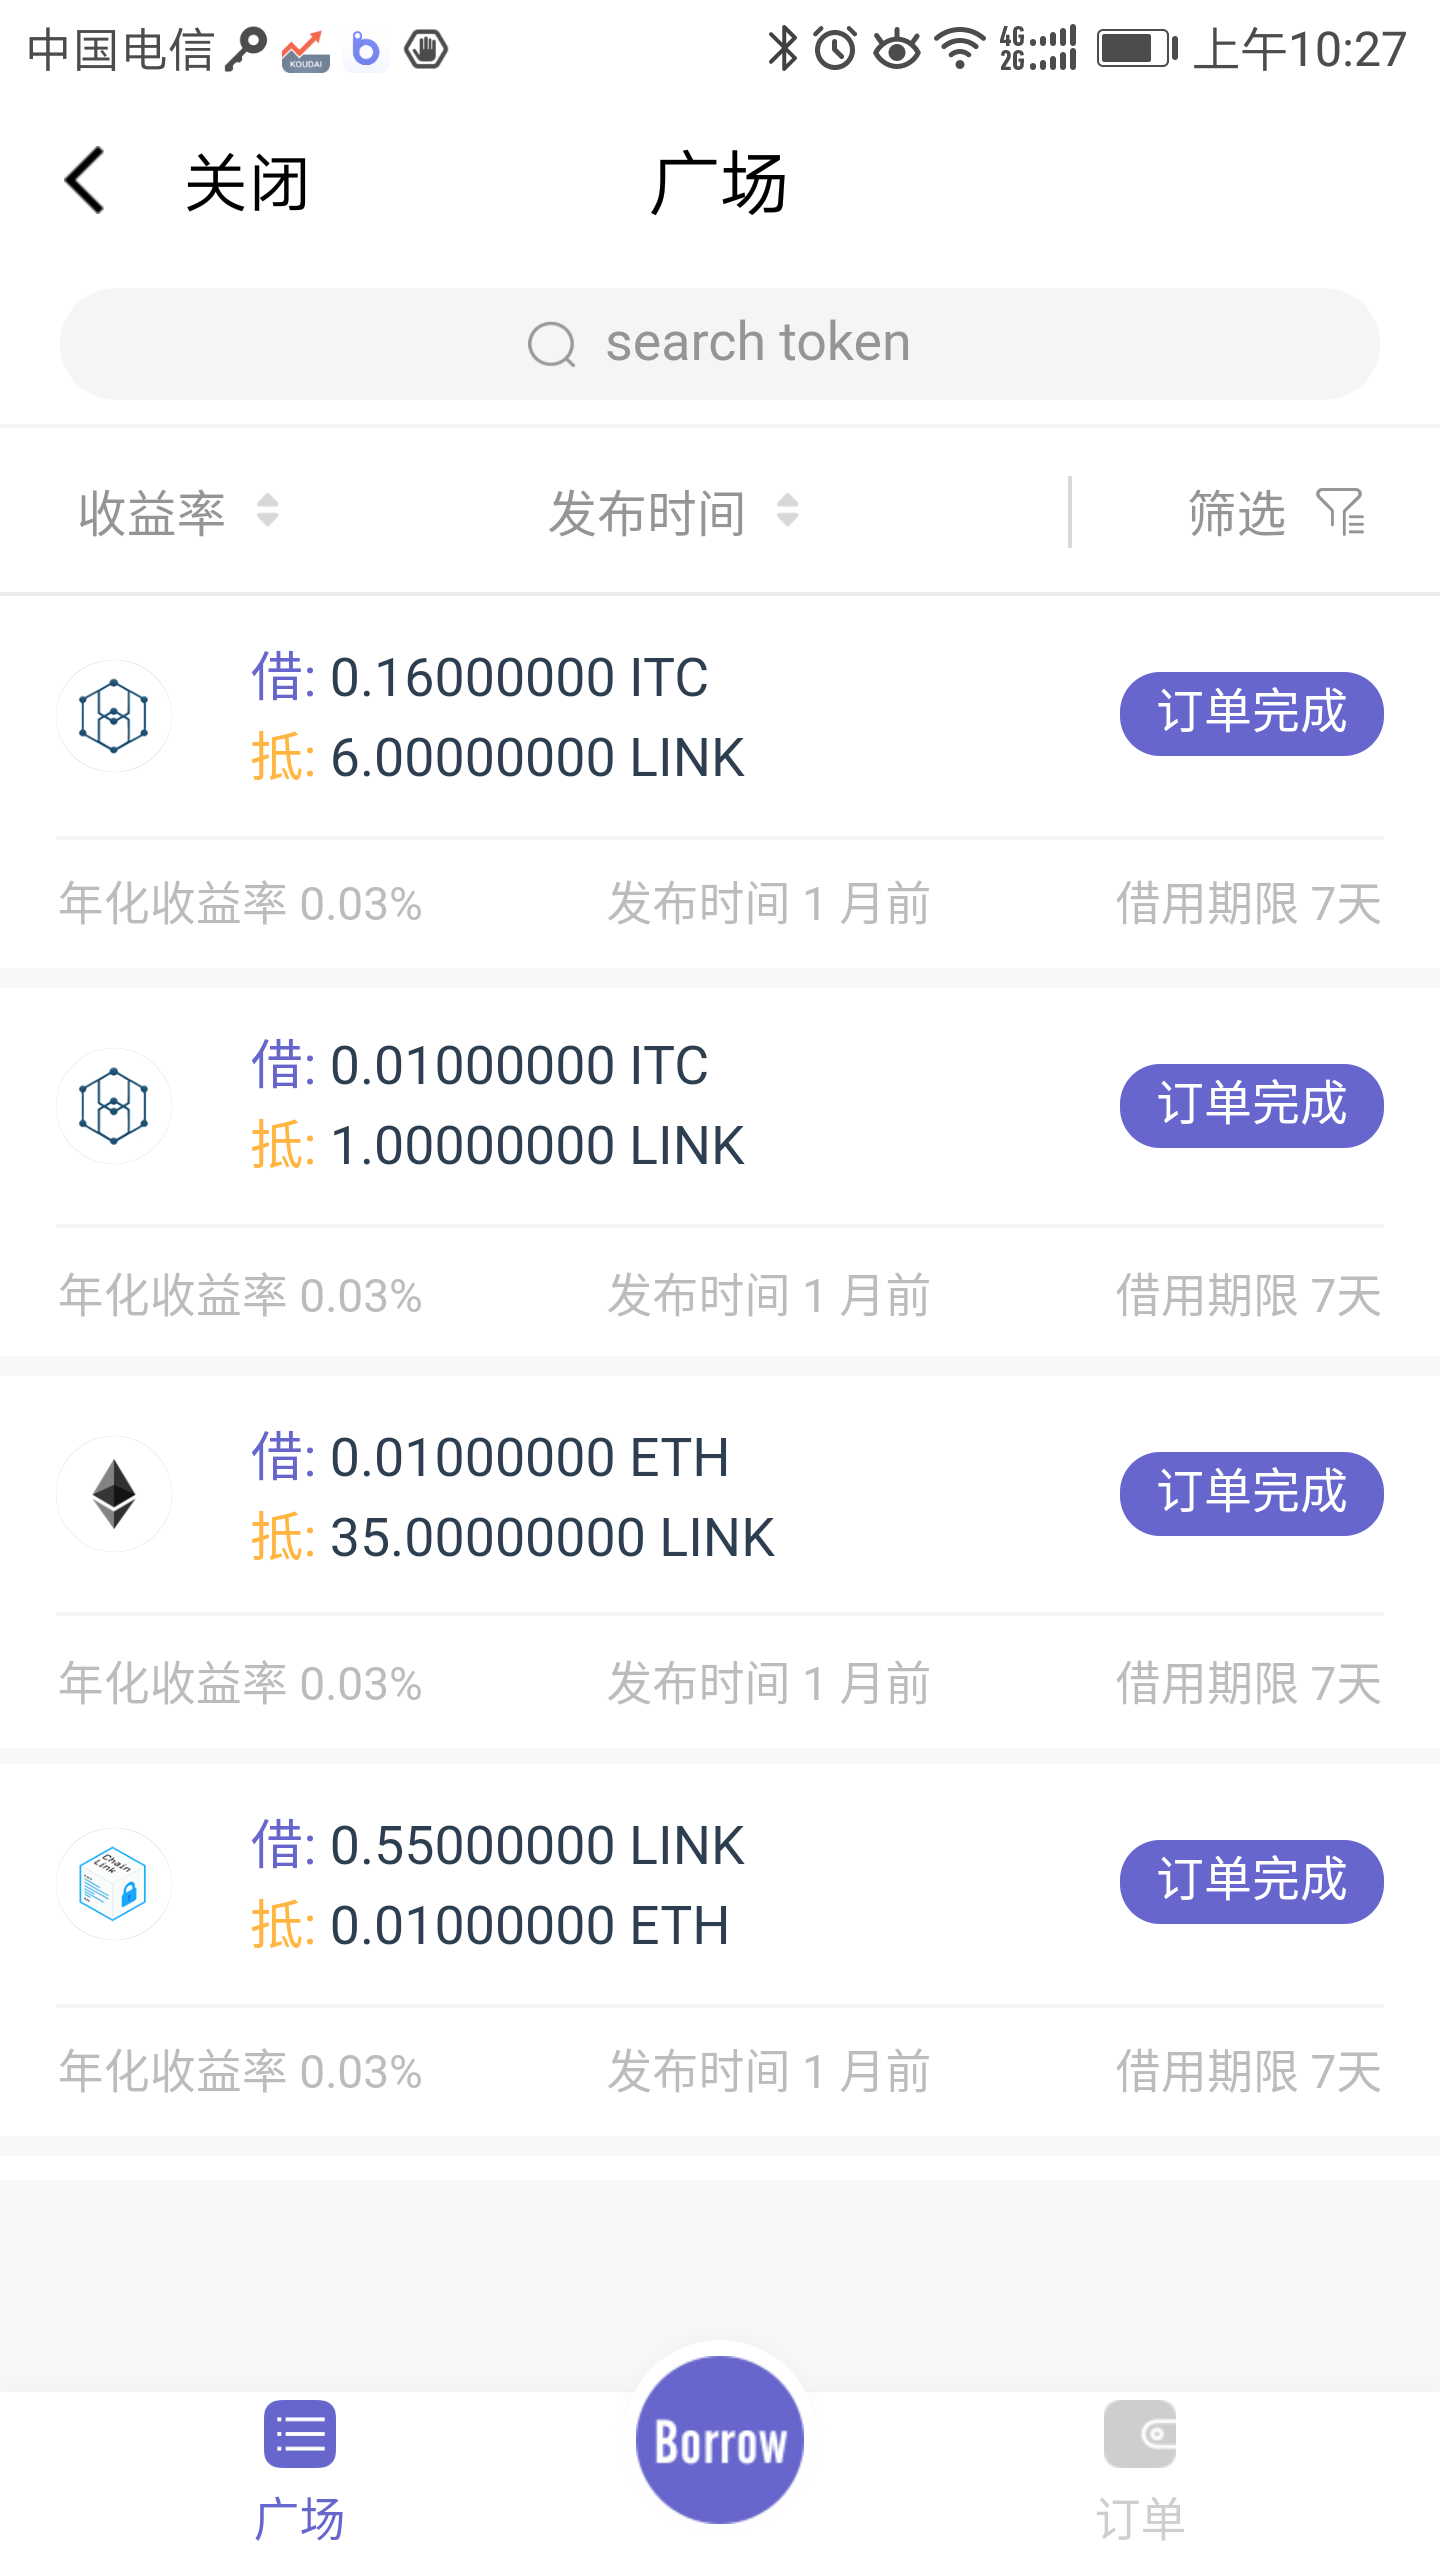 中国电信 KOUDAI 4G 2G 上午10:27
关闭 广场
search token
收益率 发布时间 筛选
借: 0.16000000 ITC
抵: 6.00000000 LINK
订单完成
年化收益率 0.03% 发布时间 1 月前 借用期限 7天
借: 0.01000000 ITC
抵: 1.00000000 LINK
订单完成
年化收益率 0.03% 发布时间 1 月前 借用期限 7天
借: 0.01000000 ETH
抵: 35.00000000 LINK
订单完成
年化收益率 0.03% 发布时间 1 月前 借用期限 7天
Chain
Link
借: 0.55000000 LINK
抵: 0.01000000 ETH
订单完成
年化收益率 0.03% 发布时间 1 月前 借用期限 7天
广场 Borrow 订单